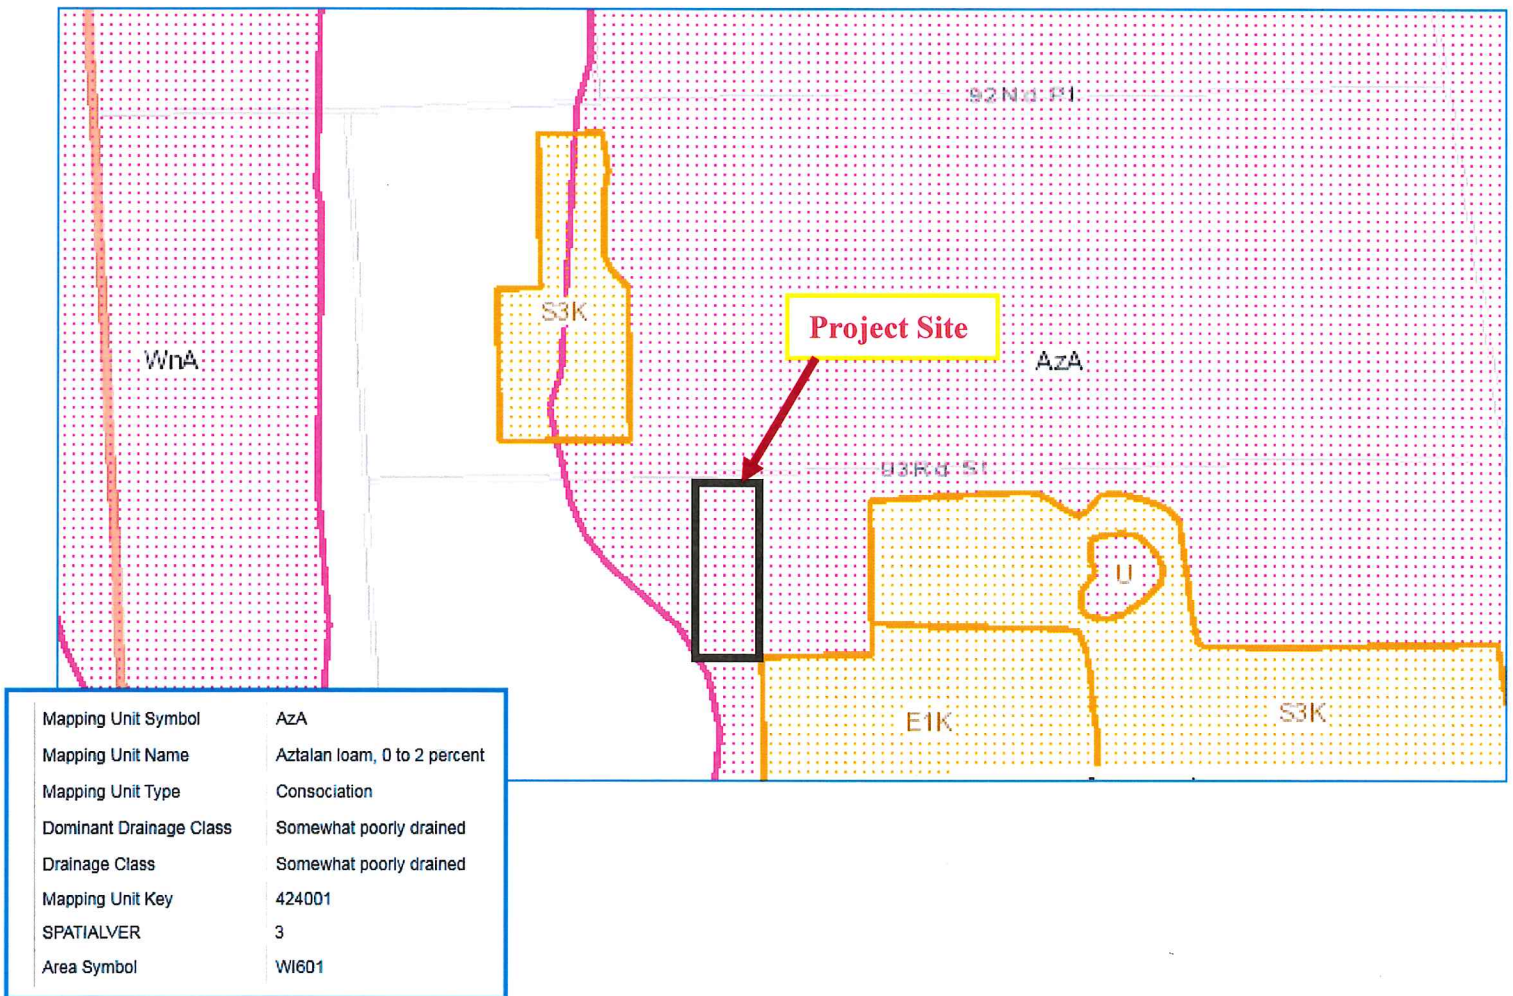 92Nd Pl
S3K
Project Site
WnA
AzA
93Rd St
U
E1K
S3K
Mapping Unit Symbol AzA
Mapping Unit Name Aztalan loam, 0 to 2 percent
Mapping Unit Type Consociation
Dominant Drainage Class Somewhat poorly drained
Drainage Class Somewhat poorly drained
Mapping Unit Key 424001
SPATIALVER 3
Area Symbol WI601